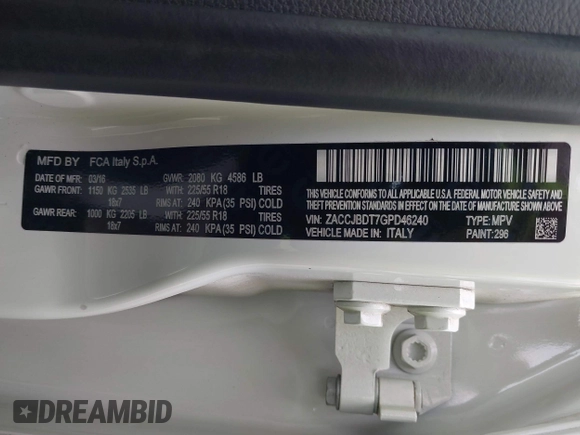 MFD BY FCA Italy S.p.A.
DATE OF MFR: 03/16 GVWR: 2080 KG 4586 LB
GAWR FRONT: 1150 KG 2535 LB WITH: 225/55 R18 TIRES
18x7 RIMS AT: 240 KPA (35 PSI) COLD
GAWR REAR: 1000 KG 2205 LB WITH: 225/55 R18 TIRES
18x7 RIMS AT: 240 KPA (35 PSI) COLD
THIS VEHICLE CONFORMS TO ALL APPLICABLE U.S.A. FEDERAL MOTOR VEHICLE SAFETY
BUMPER AND THEFT PREVENTION STANDARDS IN EFFECT ON THE DATE OF MANUFACTURE
SHOWN ABOVE
VIN: ZACCJBDT7GPD46240 TYPE: MPV
VEHICLE MADE IN: ITALY PAINT: 296
DREAMBID